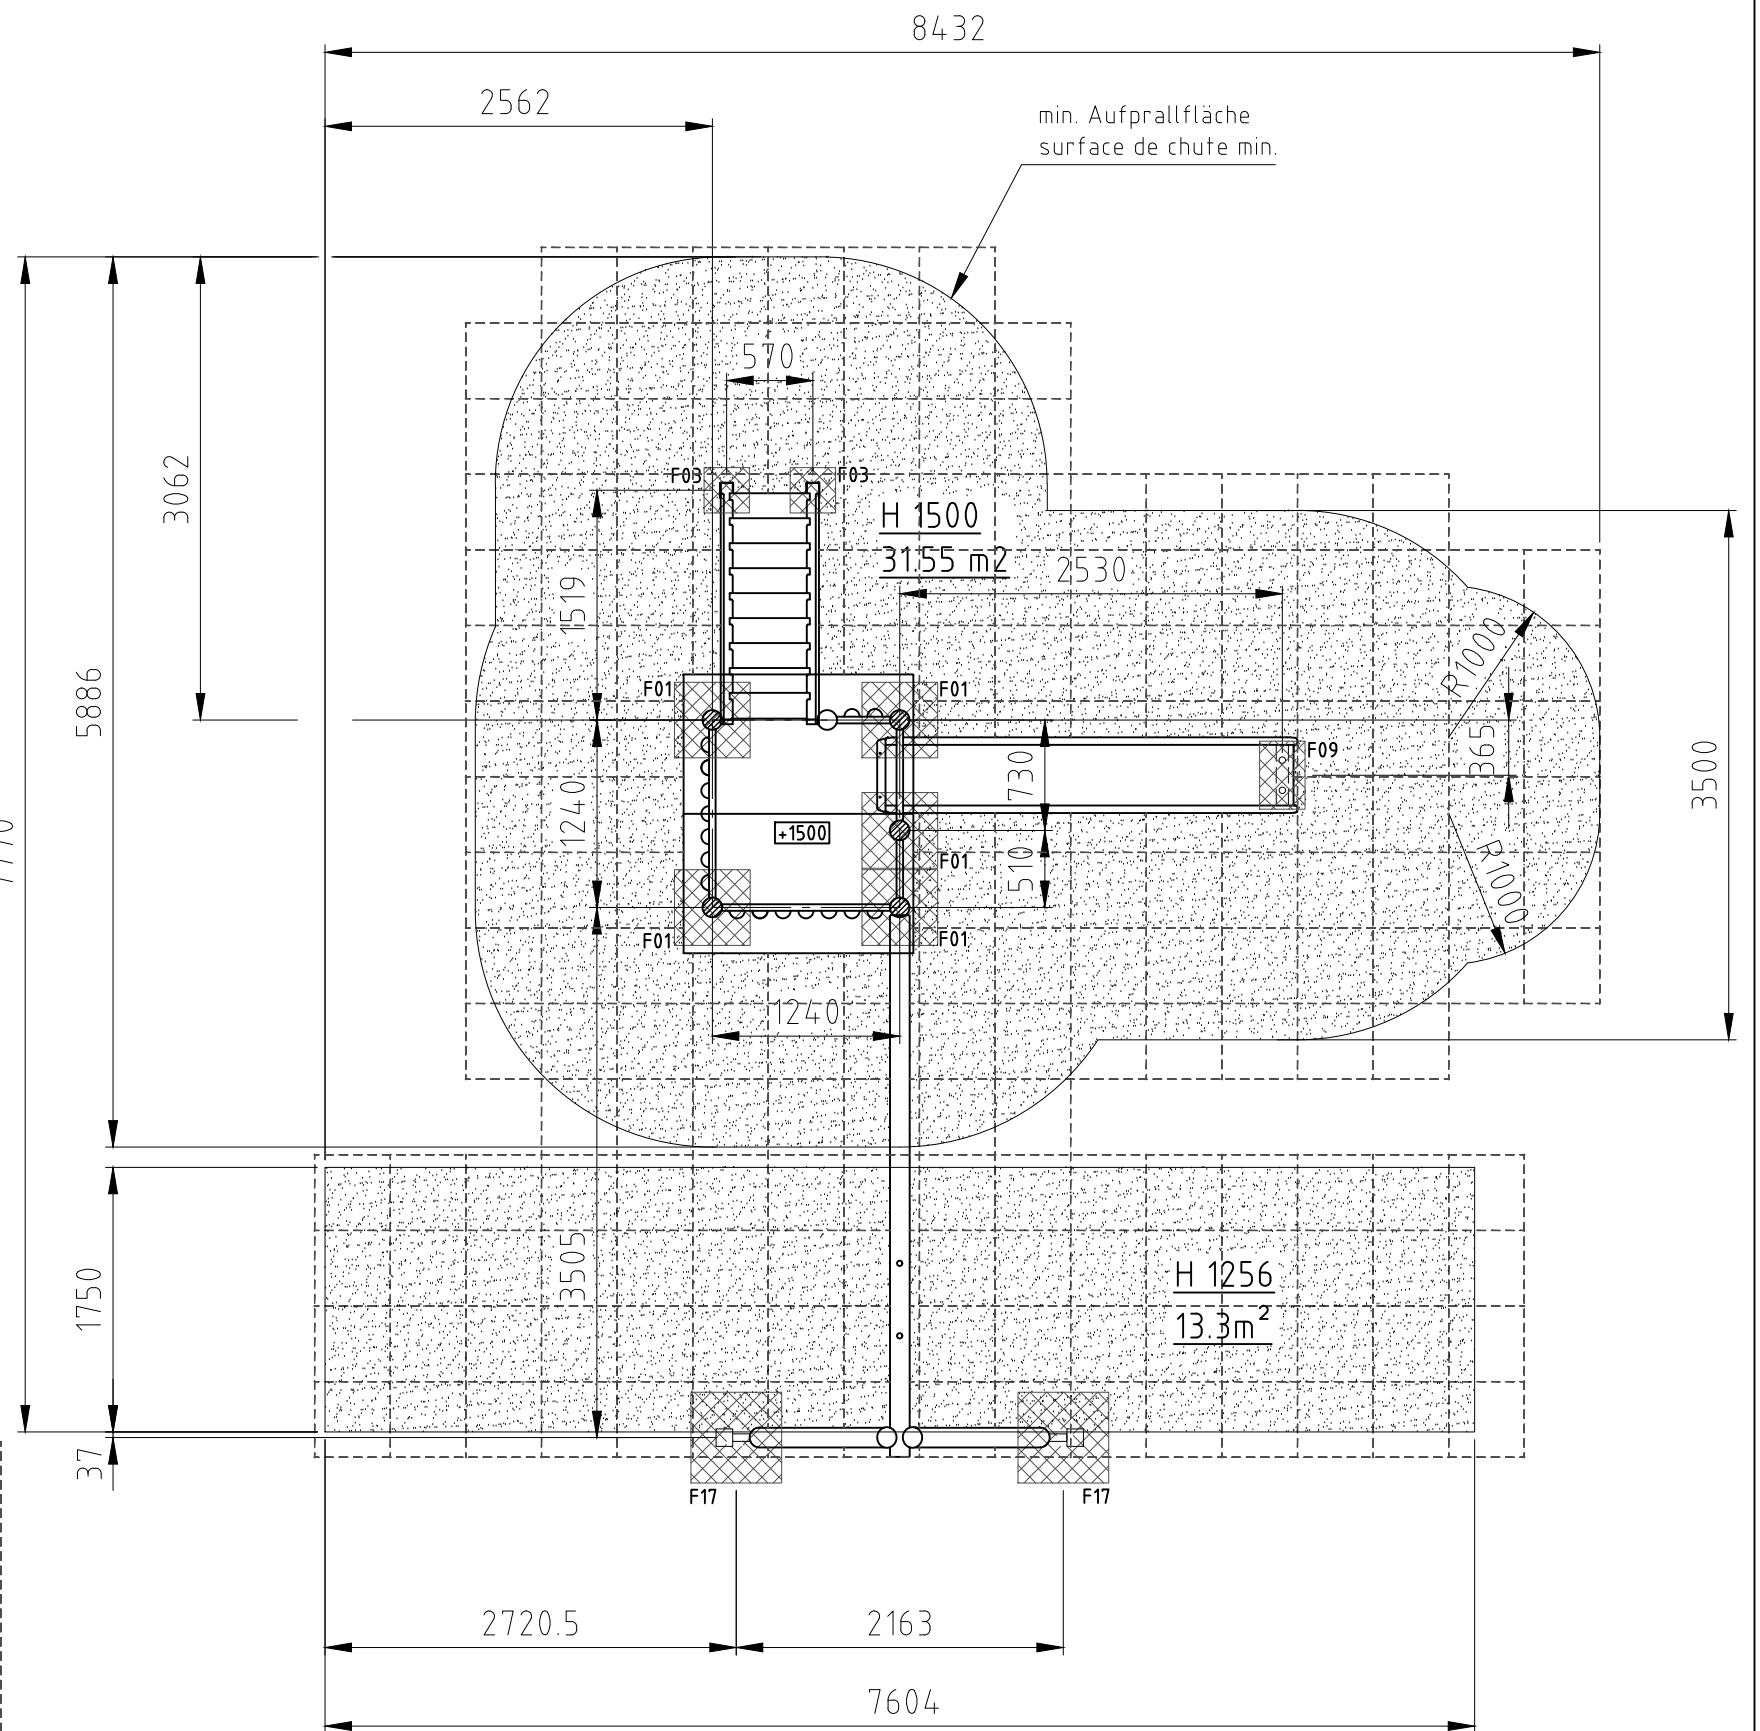 8432
2562
min. Aufprallfläche
surface de chute min.
570
F03
F03
3062
H 1500
31.55 m2
2530
1519
R1000
5886
F01
F01
F09
365
3500
730
1240
+1500
510
F01
R1000
F01
F01
1240
3505
1750
H 1256
13.3m²
37
F17
F17
2720.5
2163
7604